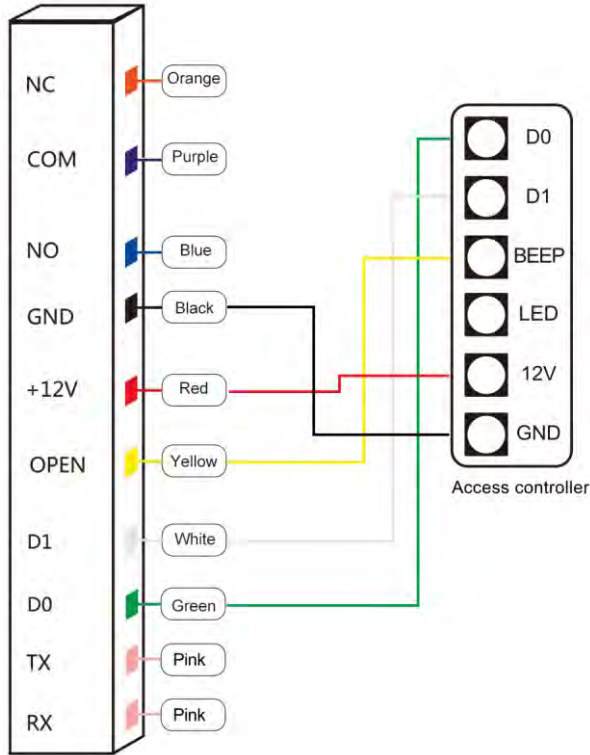 NC Orange
COM Purple
NO Blue
GND Black
+12V Red
OPEN Yellow
D1 White
D0 Green
TX Pink
RX Pink
D0
D1
BEEP
LED
12V
GND
Access controller